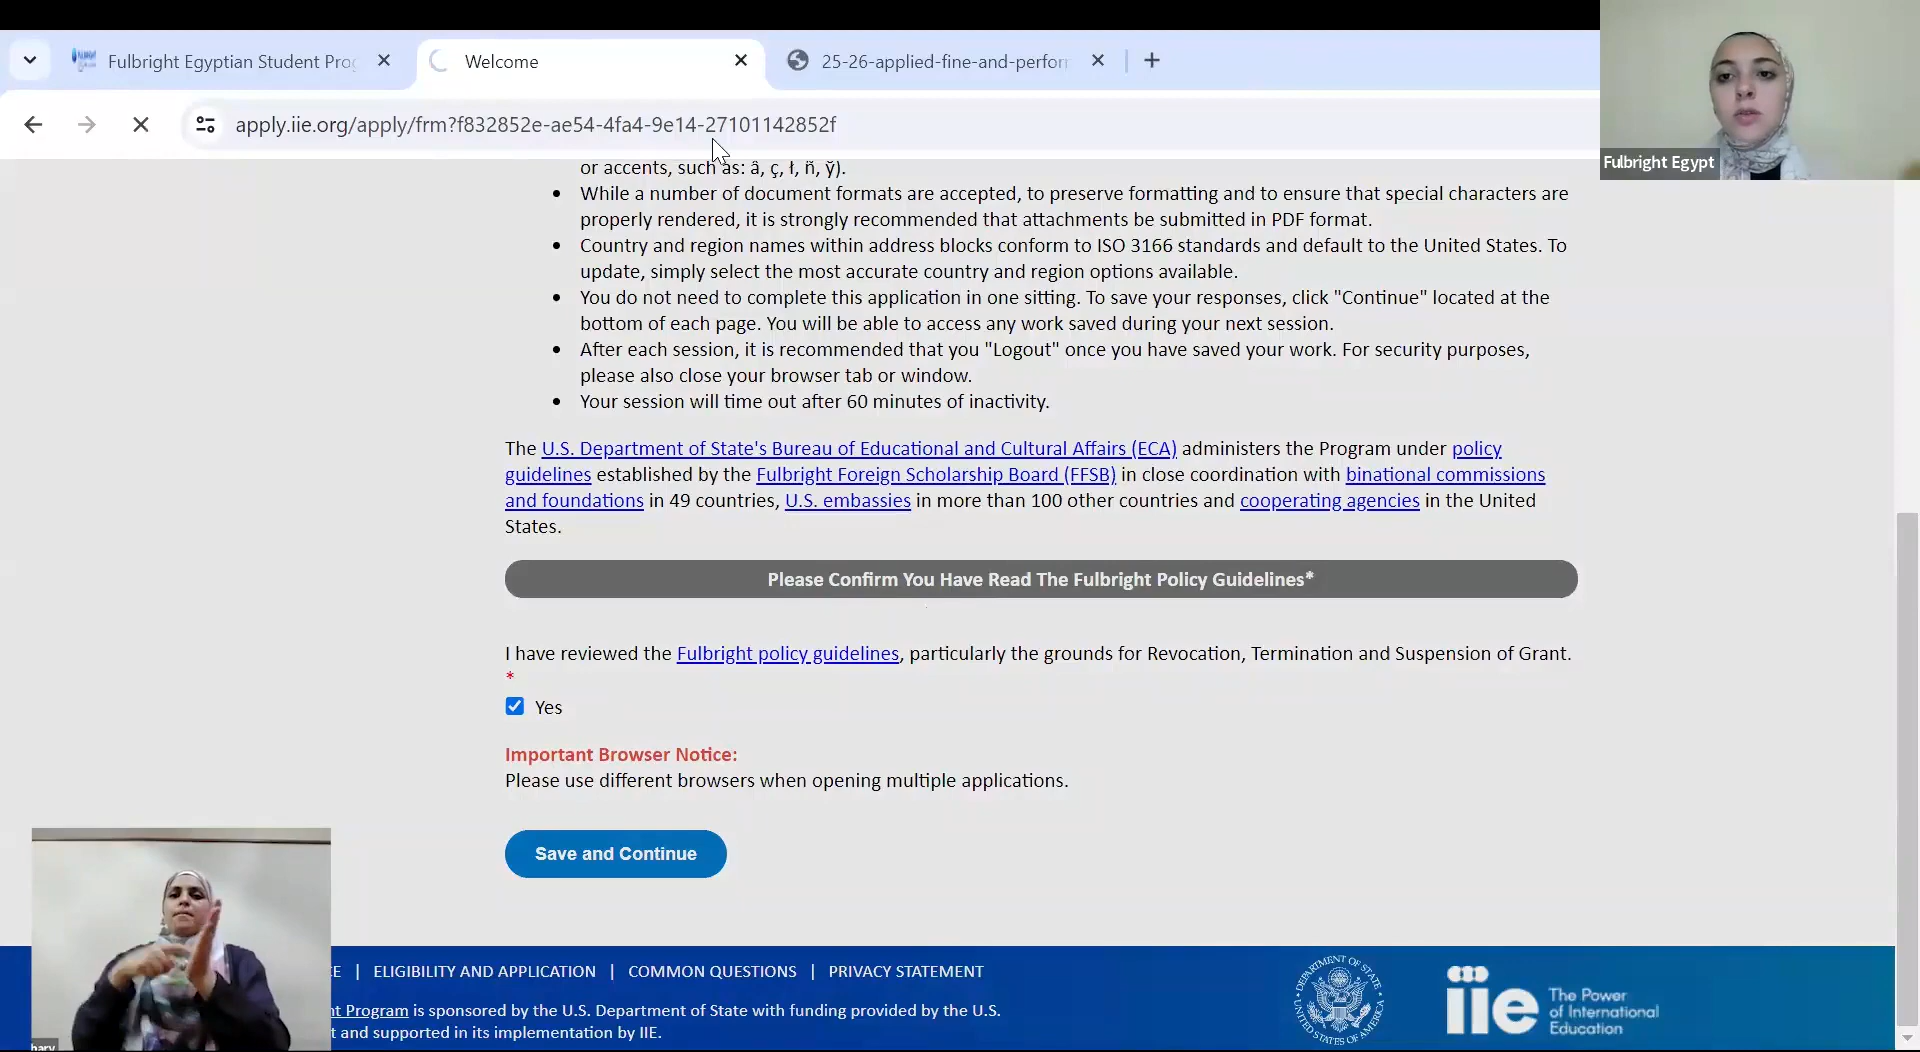 Fulbright Egyptian Student Prog
Welcome
25-26-applied-fine-and-perfor
apply.iie.org/apply/frm?f832852e-ae54-4fa4-9e14-27101142852f
Fulbright Egypt
or accents, such as: â, ç, ł, ñ, ȳ).
• While a number of document formats are accepted, to preserve formatting and to ensure that special characters are
properly rendered, it is strongly recommended that attachments be submitted in PDF format.
• Country and region names within address blocks conform to ISO 3166 standards and default to the United States. To
update, simply select the most accurate country and region options available.
• You do not need to complete this application in one sitting. To save your responses, click "Continue" located at the
bottom of each page. You will be able to access any work saved during your next session.
• After each session, it is recommended that you "Logout" once you have saved your work. For security purposes,
please also close your browser tab or window.
• Your session will time out after 60 minutes of inactivity.
The U.S. Department of State's Bureau of Educational and Cultural Affairs (ECA) administers the Program under policy
guidelines established by the Fulbright Foreign Scholarship Board (FFSB) in close coordination with binational commissions
and foundations in 49 countries, U.S. embassies in more than 100 other countries and cooperating agencies in the United
States.
Please Confirm You Have Read The Fulbright Policy Guidelines*
I have reviewed the Fulbright policy guidelines, particularly the grounds for Revocation, Termination and Suspension of Grant.
*
Yes
Important Browser Notice:
Please use different browsers when opening multiple applications.
Save and Continue
CE | ELIGIBILITY AND APPLICATION | COMMON QUESTIONS | PRIVACY STATEMENT
nt Program is sponsored by the U.S. Department of State with funding provided by the U.S.
t and supported in its implementation by IIE.
DEPARTMENT OF STATE
UNITED STATES OF AMERICA
iie
The Power
of International
Education